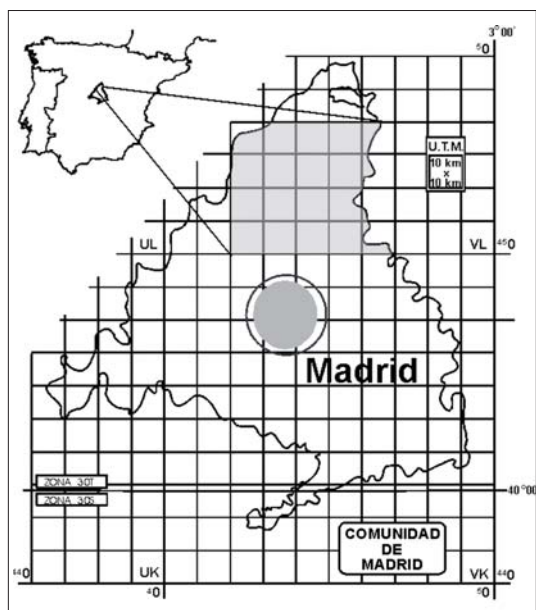 3°00'
⁵0
U.T.M.
10 km
x
10 km
UL
VL
⁴50
Madrid
ZONA 30T
ZONA 30S
40°00'
COMUNIDAD
DE
MADRID
UK
VK
⁴40
⁴0
⁵0
⁴40